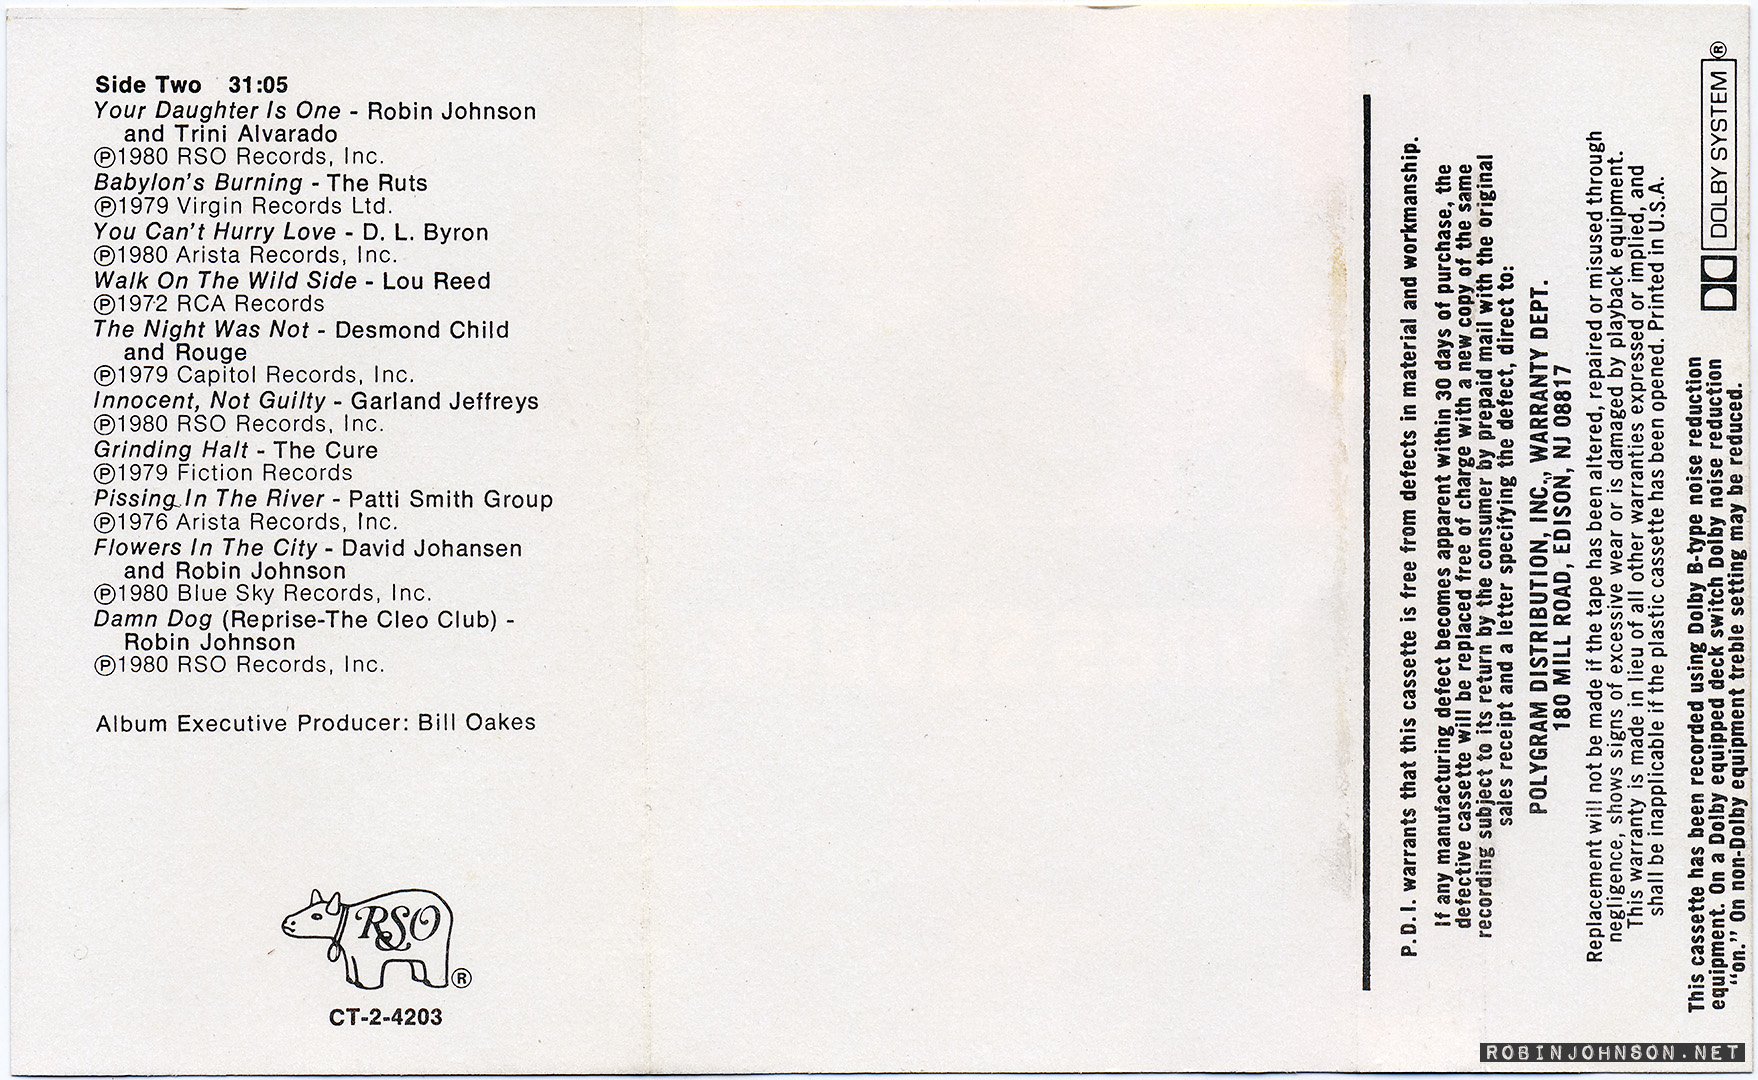 Side Two 31:05
Your Daughter Is One - Robin Johnson
and Trini Alvarado
Ⓟ1980 RSO Records, Inc.
Babylon's Burning - The Ruts
Ⓟ1979 Virgin Records Ltd.
You Can't Hurry Love - D. L. Byron
Ⓟ1980 Arista Records, Inc.
Walk On The Wild Side - Lou Reed
Ⓟ1972 RCA Records
The Night Was Not - Desmond Child
and Rouge
Ⓟ1979 Capitol Records, Inc.
Innocent, Not Guilty - Garland Jeffreys
Ⓟ1980 RSO Records, Inc.
Grinding Halt - The Cure
Ⓟ1979 Fiction Records
Pissing In The River - Patti Smith Group
Ⓟ1976 Arista Records, Inc.
Flowers In The City - David Johansen
and Robin Johnson
Ⓟ1980 Blue Sky Records, Inc.
Damn Dog (Reprise-The Cleo Club) -
Robin Johnson
Ⓟ1980 RSO Records, Inc.
Album Executive Producer: Bill Oakes
RSO ®
CT-2-4203
P.D.I. warrants that this cassette is free from defects in material and workmanship.
If any manufacturing defect becomes apparent within 30 days of purchase, the
defective cassette will be replaced free of charge with a new copy of the same
recording subject to its return by the consumer by prepaid mail with the original
sales receipt and a letter specifying the defect, direct to:
POLYGRAM DISTRIBUTION, INC., WARRANTY DEPT.
180 MILL ROAD, EDISON, NJ 08817
Replacement will not be made if the tape has been altered, repaired or misused through
negligence, shows signs of excessive wear or is damaged by playback equipment.
This warranty is made in lieu of all other warranties expressed or implied, and
shall be inapplicable if the plastic cassette has been opened. Printed in U.S.A.
This cassette has been recorded using Dolby B-type noise reduction
equipment. On a Dolby equipped deck switch Dolby noise reduction
"on." On non-Dolby equipment treble setting may be reduced.
DOLBY SYSTEM ®
ROBINJOHNSON.NET